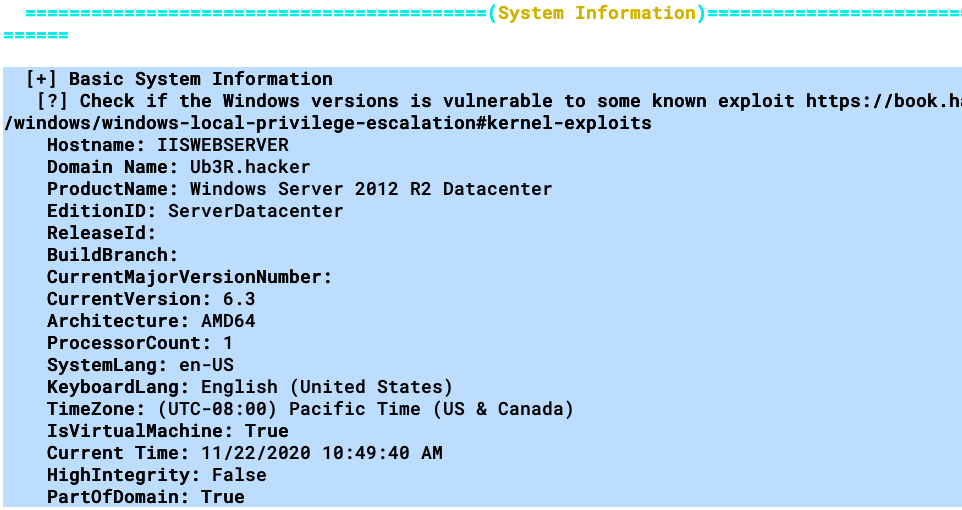 ==========================================(System Information)========================
======
[+] Basic System Information
[?] Check if the Windows versions is vulnerable to some known exploit https://book.ha
/windows/windows-local-privilege-escalation#kernel-exploits
Hostname: IISWEBSERVER
Domain Name: Ub3R.hacker
ProductName: Windows Server 2012 R2 Datacenter
EditionID: ServerDatacenter
ReleaseId:
BuildBranch:
CurrentMajorVersionNumber:
CurrentVersion: 6.3
Architecture: AMD64
ProcessorCount: 1
SystemLang: en-US
KeyboardLang: English (United States)
TimeZone: (UTC-08:00) Pacific Time (US & Canada)
IsVirtualMachine: True
Current Time: 11/22/2020 10:49:40 AM
HighIntegrity: False
PartOfDomain: True